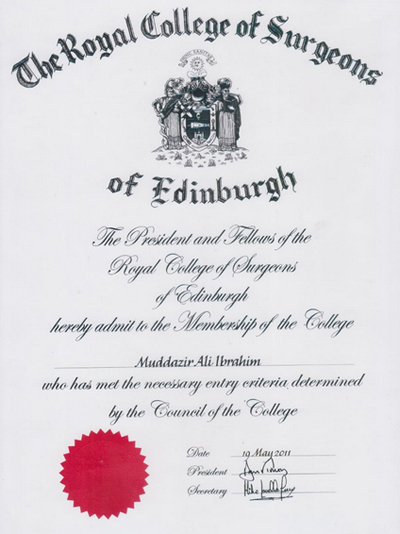 The Royal College of Surgeons
of Edinburgh
The President and Fellows of the
Royal College of Surgeons
of Edinburgh
hereby admit to the Membership of the College
Muddazir Ali Ibrahim
who has met the necessary entry criteria determined
by the Council of the College
Date 19 May 2011
President
Secretary